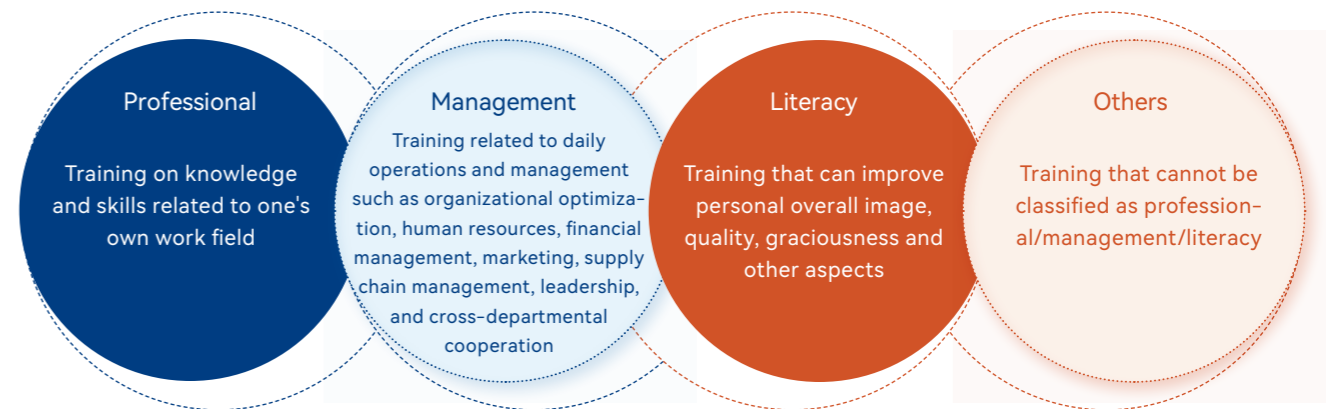 Professional
Training on knowledge
and skills related to one's
own work field
Management
Training related to daily
operations and management
such as organizational optimiza-
tion, human resources, financial
management, marketing, supply
chain management, leadership,
and cross-departmental
cooperation
Literacy
Training that can improve
personal overall image,
quality, graciousness and
other aspects
Others
Training that cannot be
classified as profession-
al/management/literacy